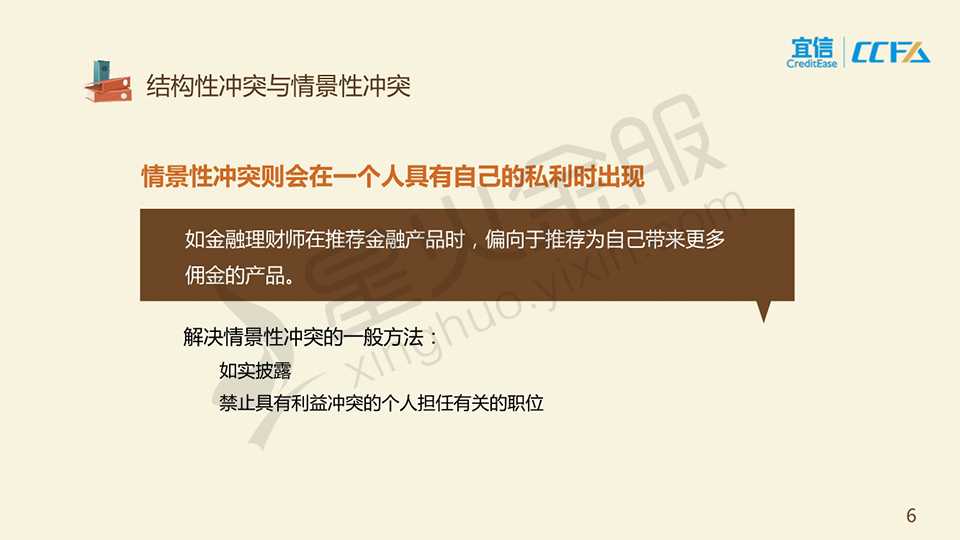 宜信
CreditEase
CCFA
结构性冲突与情景性冲突
情景性冲突则会在一个人具有自己的私利时出现
如金融理财师在推荐金融产品时，偏向于推荐为自己带来更多
佣金的产品。
解决情景性冲突的一般方法：
如实披露
禁止具有利益冲突的个人担任有关的职位
星火金服
xinghuo.yixin.com
6